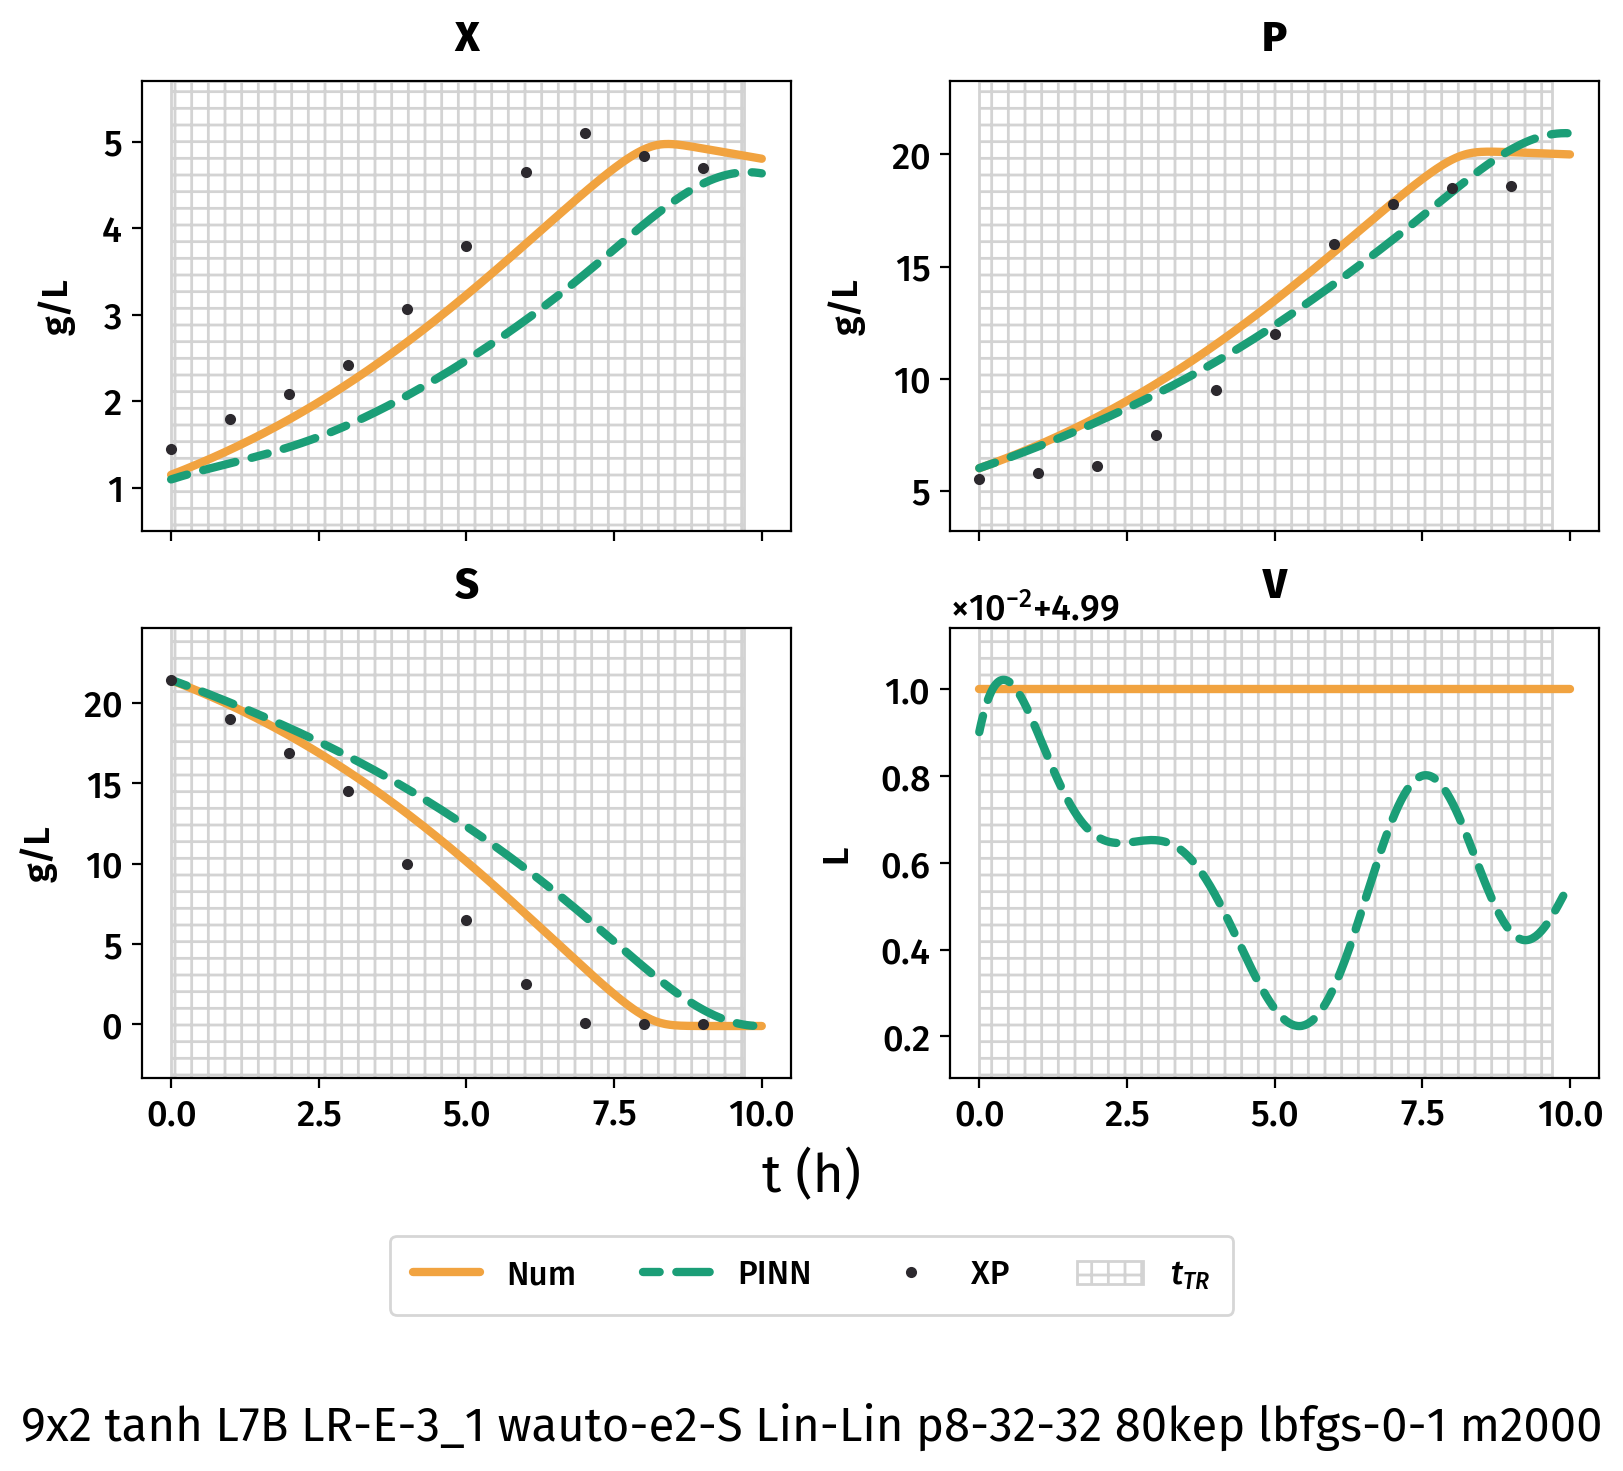 X
P
g/L
5
4
3
2
1
g/L
20
15
10
5
S
V
×10⁻²+4.99
g/L
20
15
10
5
0
L
1.0
0.8
0.6
0.4
0.2
0.0 2.5 5.0 7.5 10.0
0.0 2.5 5.0 7.5 10.0
t (h)
Num PINN XP t_TR
9x2 tanh L7B LR-E-3_1 wauto-e2-S Lin-Lin p8-32-32 80kep lbfgs-0-1 m2000